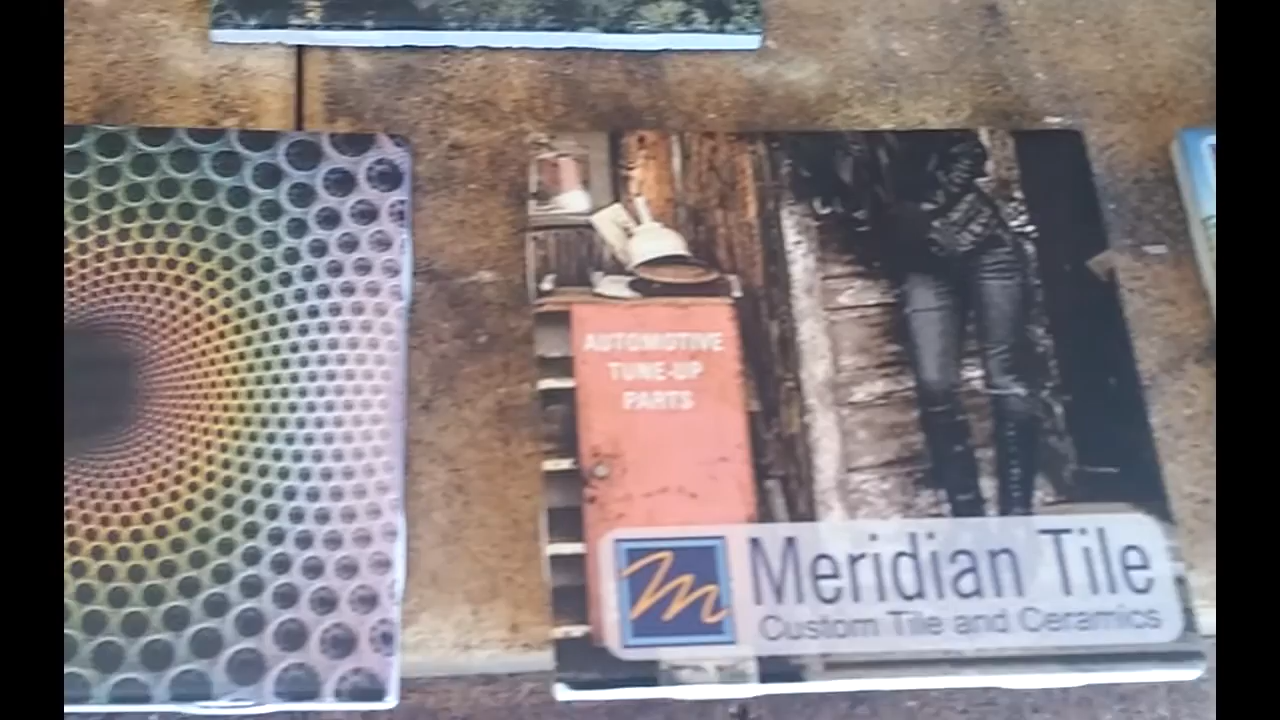 AUTOMOTIVE
TUNE-UP
PARTS
Meridian Tile
Custom Tile and Ceramics